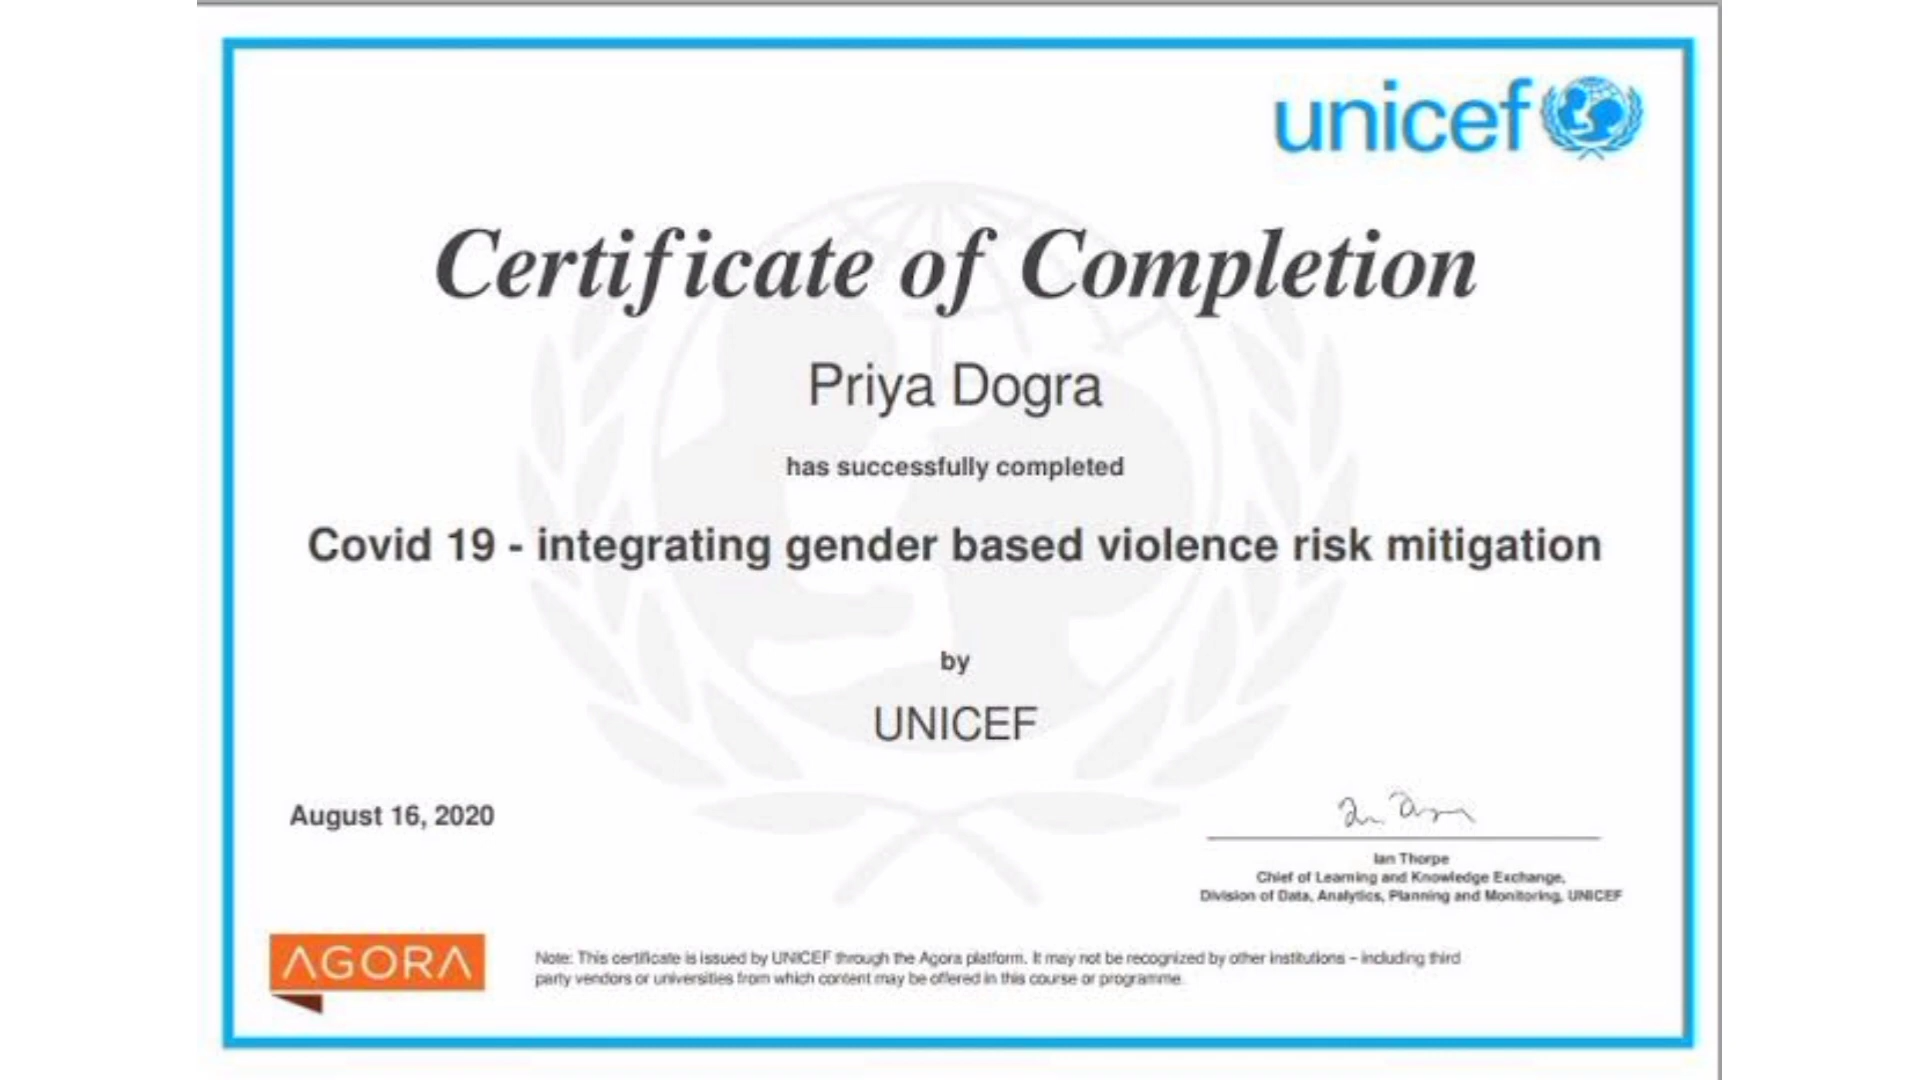 unicef
Certificate of Completion
Priya Dogra
has successfully completed
Covid 19 - integrating gender based violence risk mitigation
by
UNICEF
August 16, 2020
Ian Thorpe
Chief of Learning and Knowledge Exchange,
Division of Data, Analytics, Planning and Monitoring, UNICEF
AGORA
Note: This certificate is issued by UNICEF through the Agora platform. It may not be recognized by other institutions – including third
party vendors or universities from which content may be offered in this course or programme.